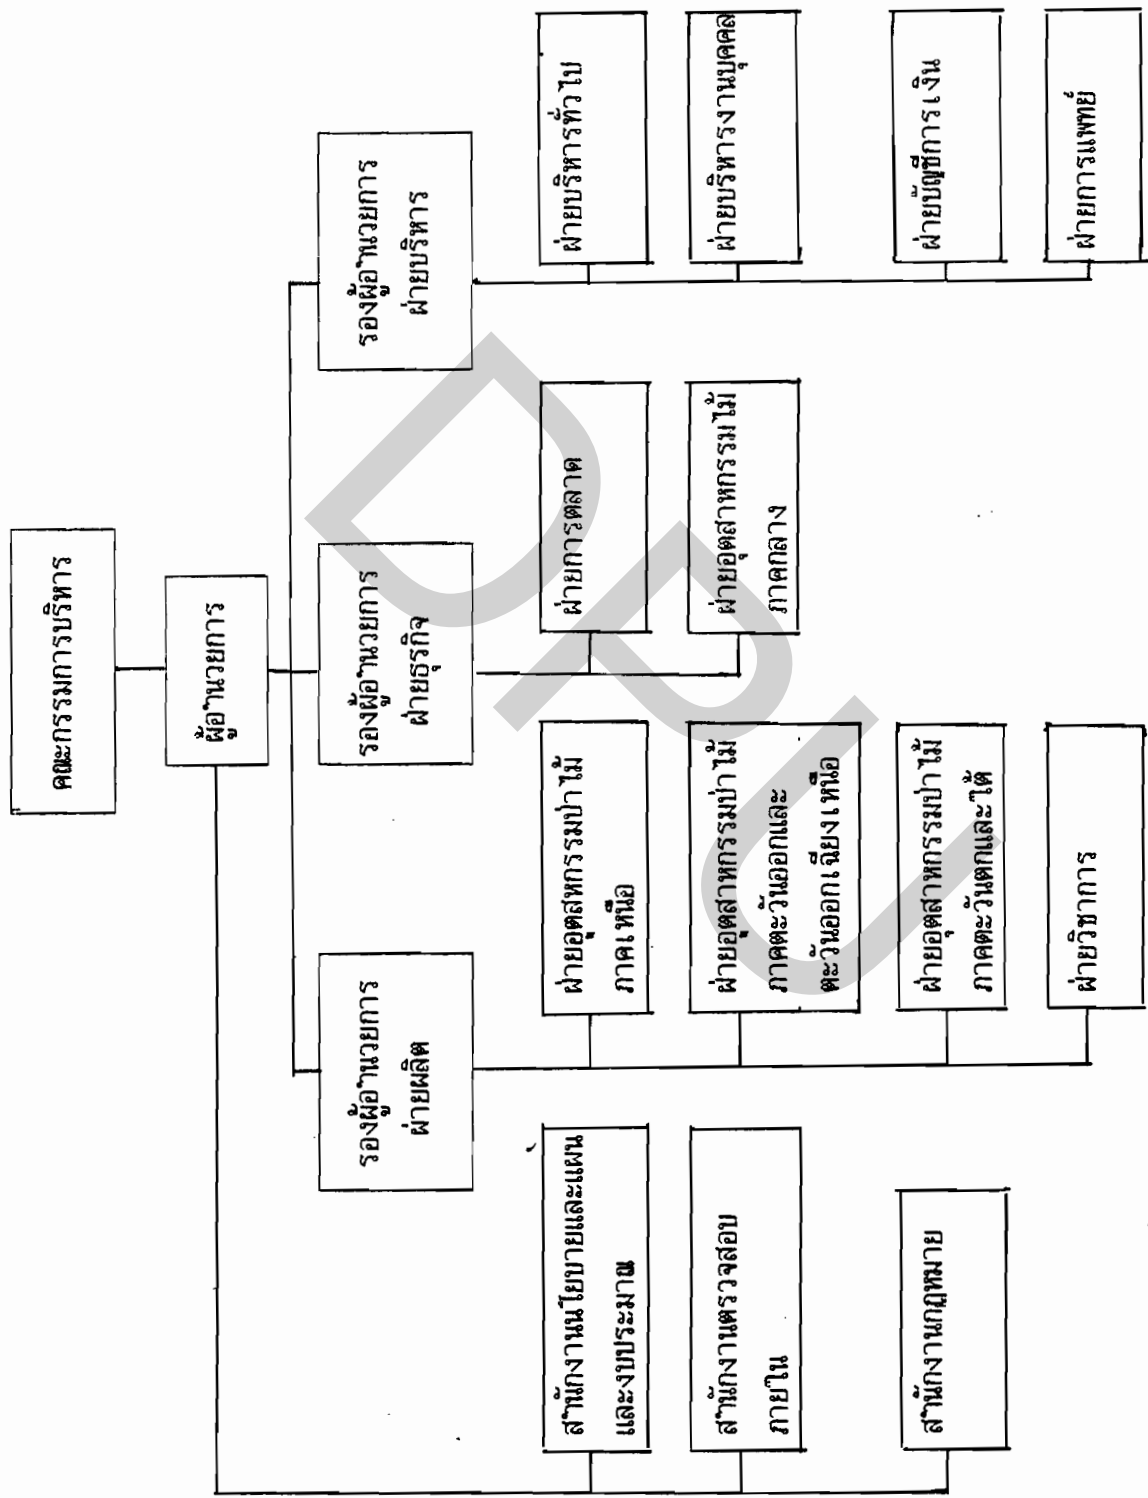 คณะกรรมการบริหาร
ผู้อำนวยการ
รองผู้อำนวยการ
ฝ่ายผลิต
รองผู้อำนวยการ
ฝ่ายธุรกิจ
รองผู้อำนวยการ
ฝ่ายบริหาร
สำนักงานนโยบายและแผน
และงบประมาณ
สำนักงานตรวจสอบ
ภายใน
สำนักงานกฎหมาย
ฝ่ายอุตสหกรรมป่าไม้
ภาคเหนือ
ฝ่ายอุตสาหกรรมป่าไม้
ภาคตะวันออกและ
ตะวันออกเฉียงเหนือ
ฝ่ายอุตสาหกรรมป่าไม้
ภาคตะวันตกและใต้
ฝ่ายวิชาการ
ฝ่ายการตลาด
ฝ่ายอุตสาหกรรมไม้
ภาคกลาง
ฝ่ายบริหารทั่วไป
ฝ่ายบริหารงานบุคคล
ฝ่ายบัญชีการเงิน
ฝ่ายการแพทย์
DPU